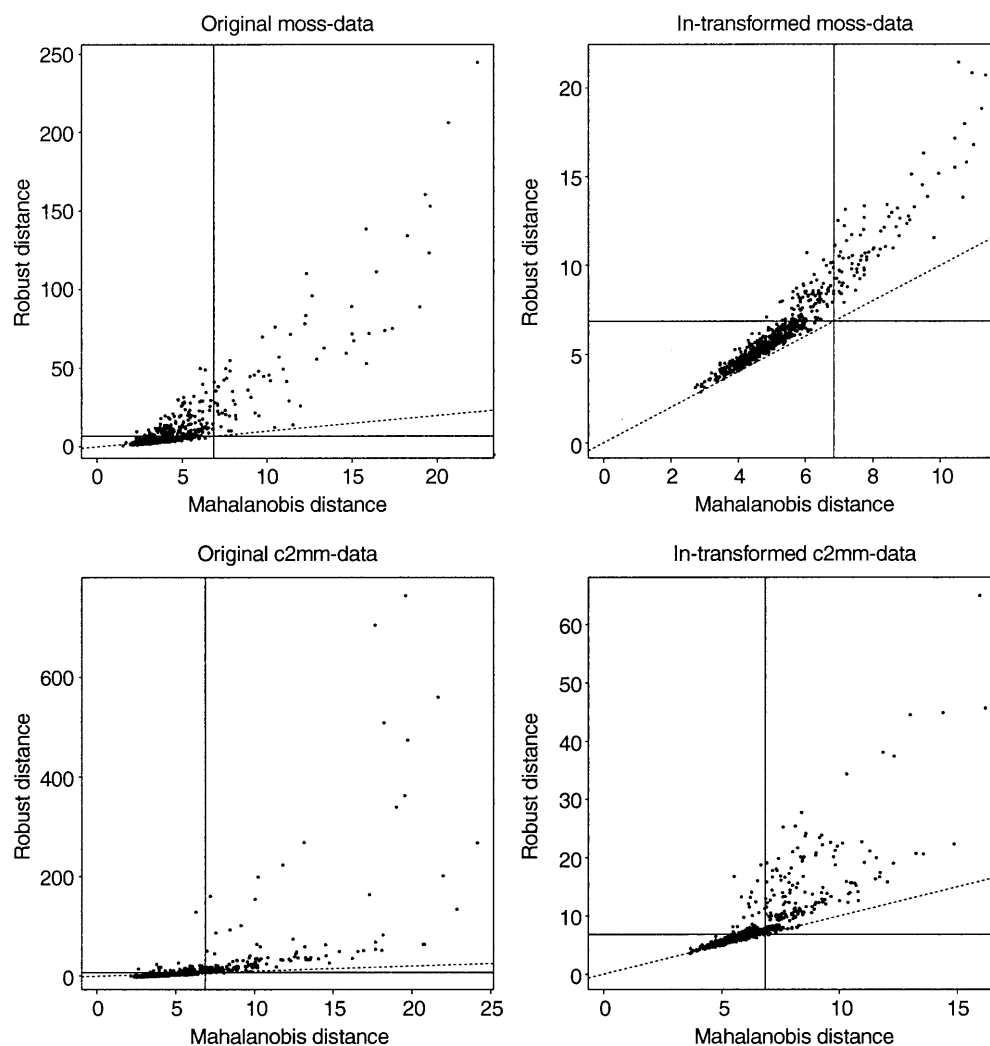 Original moss-data
250
200
150
100
50
0
Robust distance
0 5 10 15 20
Mahalanobis distance
In-transformed moss-data
20
15
10
5
0
Robust distance
0 2 4 6 8 10
Mahalanobis distance
Original c2mm-data
600
400
200
0
Robust distance
0 5 10 15 20 25
Mahalanobis distance
In-transformed c2mm-data
60
50
40
30
20
10
0
Robust distance
0 5 10 15
Mahalanobis distance